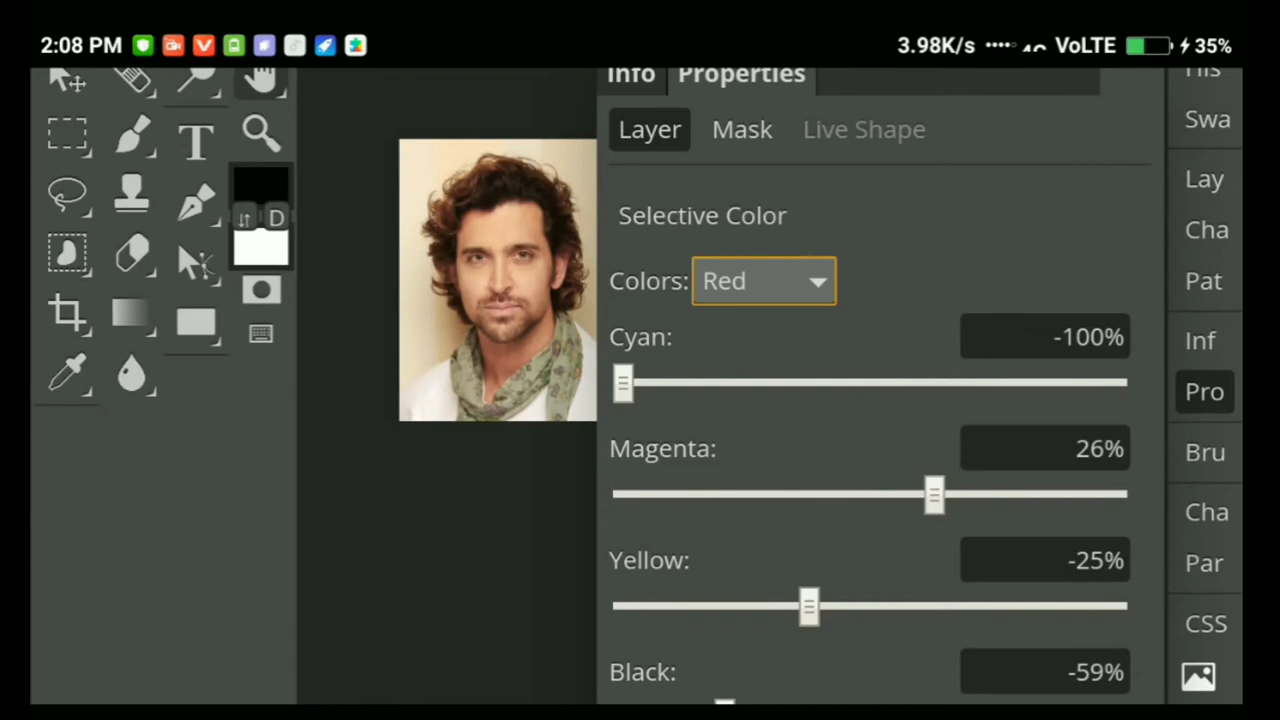 2:08 PM 3.98K/s VoLTE 35%
Info Properties
Layer Mask Live Shape
Selective Color
Colors: Red
Cyan: -100%
Magenta: 26%
Yellow: -25%
Black: -59%
T
D
His
Swa
Lay
Cha
Pat
Inf
Pro
Bru
Cha
Par
CSS